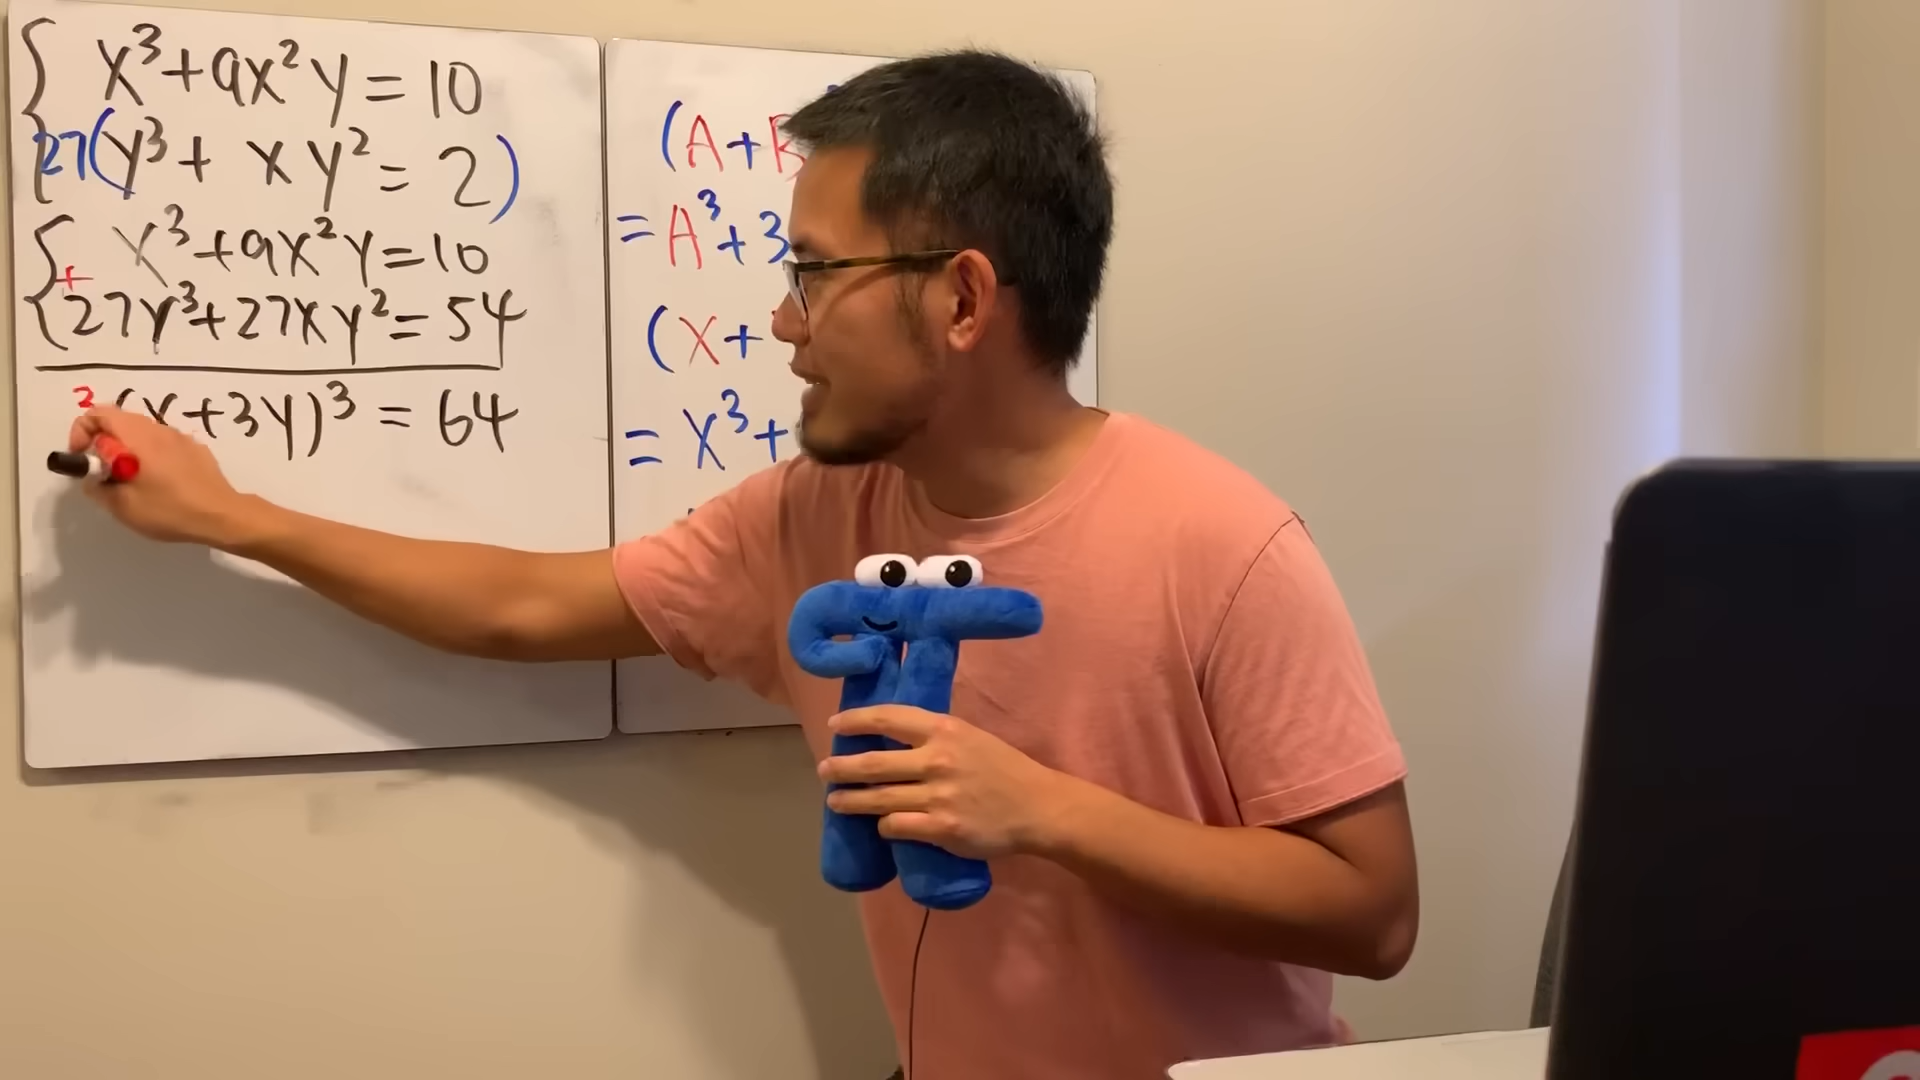 x³+9x²y=10
27(y³+ xy²=2)
x³+9x²y=10
+ 27y³+27xy²=54
3 (x+3y)³ = 64
(A+B
= A³+3
(x+
= x³+